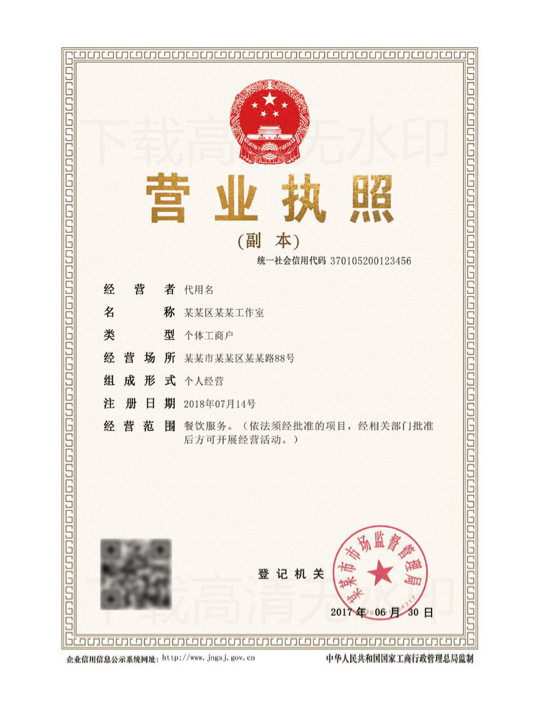 下载高清无水印
营业执照
(副 本)
统一社会信用代码 370105200123456
经营者 代用名
名称 某某区某某工作室
类型 个体工商户
经营场所 某某市某某区某某路88号
组成形式 个人经营
注册日期 2018年07月14号
经营范围 餐饮服务。（依法须经批准的项目，经相关部门批准
后方可开展经营活动。）
某某市市场监督管理局
登记机关
下载高清无水印
2017 年 06 月 30 日
企业信用信息公示系统网址: http://www.jngsj.gov.cn
中华人民共和国国家工商行政管理总局监制